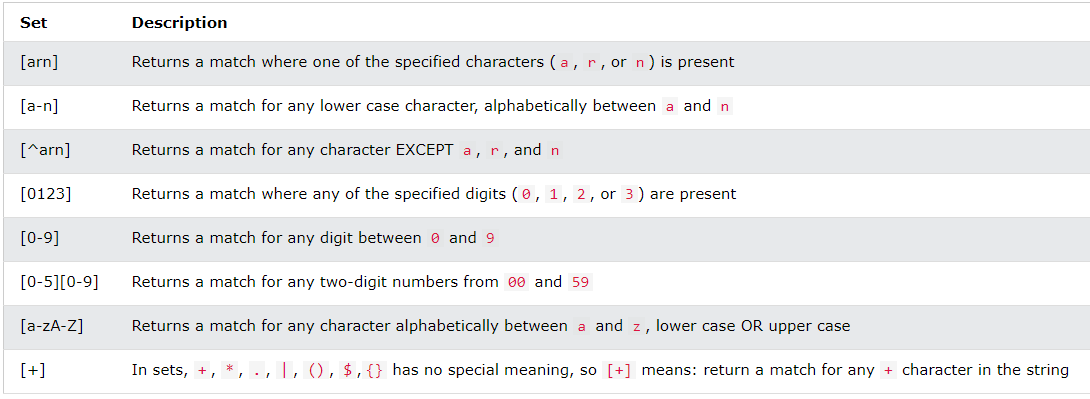 Set Description
[arn] Returns a match where one of the specified characters ( a , r , or n ) is present
[a-n] Returns a match for any lower case character, alphabetically between a and n
[^arn] Returns a match for any character EXCEPT a , r , and n
[0123] Returns a match where any of the specified digits ( 0 , 1 , 2 , or 3 ) are present
[0-9] Returns a match for any digit between 0 and 9
[0-5][0-9] Returns a match for any two-digit numbers from 00 and 59
[a-zA-Z] Returns a match for any character alphabetically between a and z , lower case OR upper case
[+] In sets, + , * , . , | , () , $ ,{} has no special meaning, so [+] means: return a match for any + character in the string